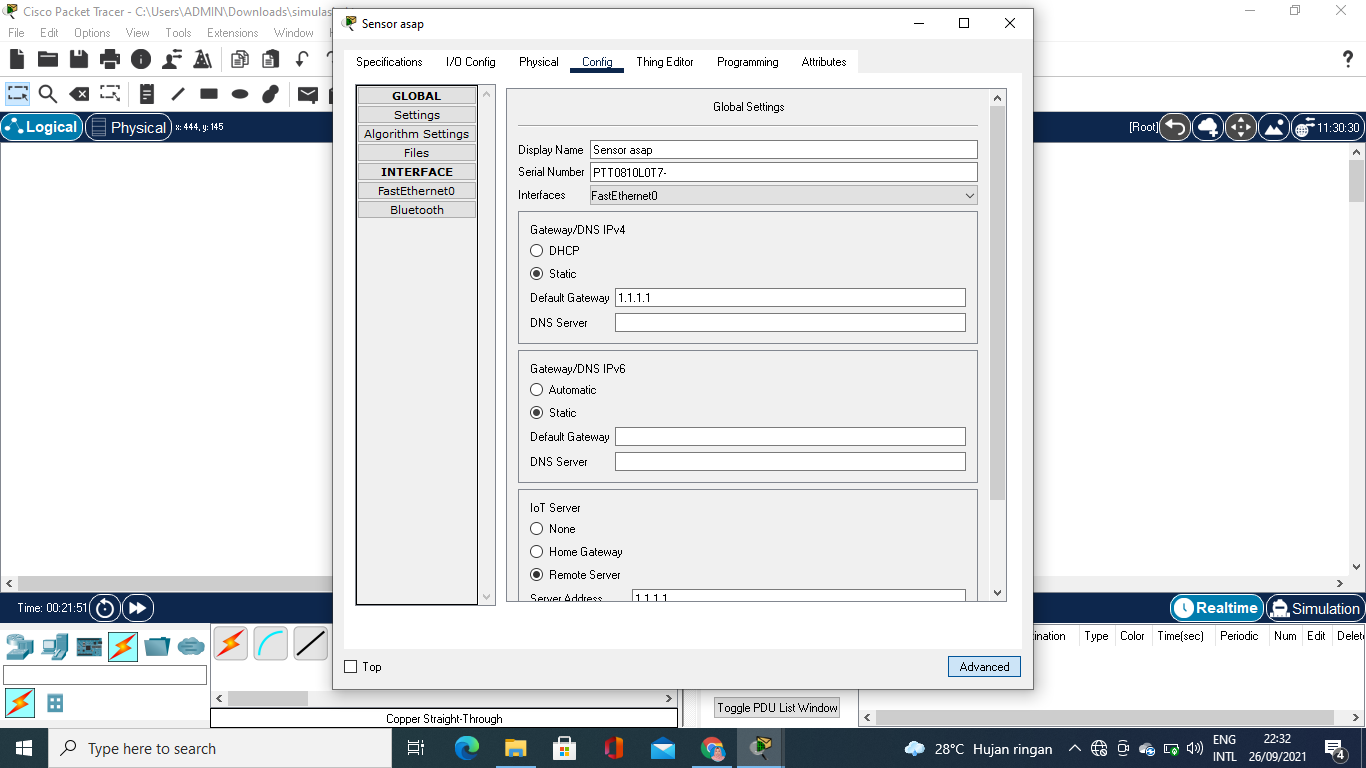 Cisco Packet Tracer - C:\Users\ADMIN\Downloads\simulas
File Edit Options View Tools Extensions Window
Sensor asap
Specifications I/O Config Physical Config Thing Editor Programming Attributes
GLOBAL
Settings
Algorithm Settings
Files
INTERFACE
FastEthernet0
Bluetooth
Global Settings
Display Name Sensor asap
Serial Number PTT0810L0T7-
Interfaces FastEthernet0
Gateway/DNS IPv4
DHCP
Static
Default Gateway 1.1.1.1
DNS Server
Gateway/DNS IPv6
Automatic
Static
Default Gateway
DNS Server
IoT Server
None
Home Gateway
Remote Server
Server Address 1.1.1.1
Top
Advanced
Logical Physical x: 444, y: 145
[Root] 11:30:30
Time: 00:21:51
Realtime Simulation
ination Type Color Time(sec) Periodic Num Edit Delet
Copper Straight-Through
Toggle PDU List Window
Type here to search
28°C Hujan ringan
ENG
INTL
22:32
26/09/2021
4